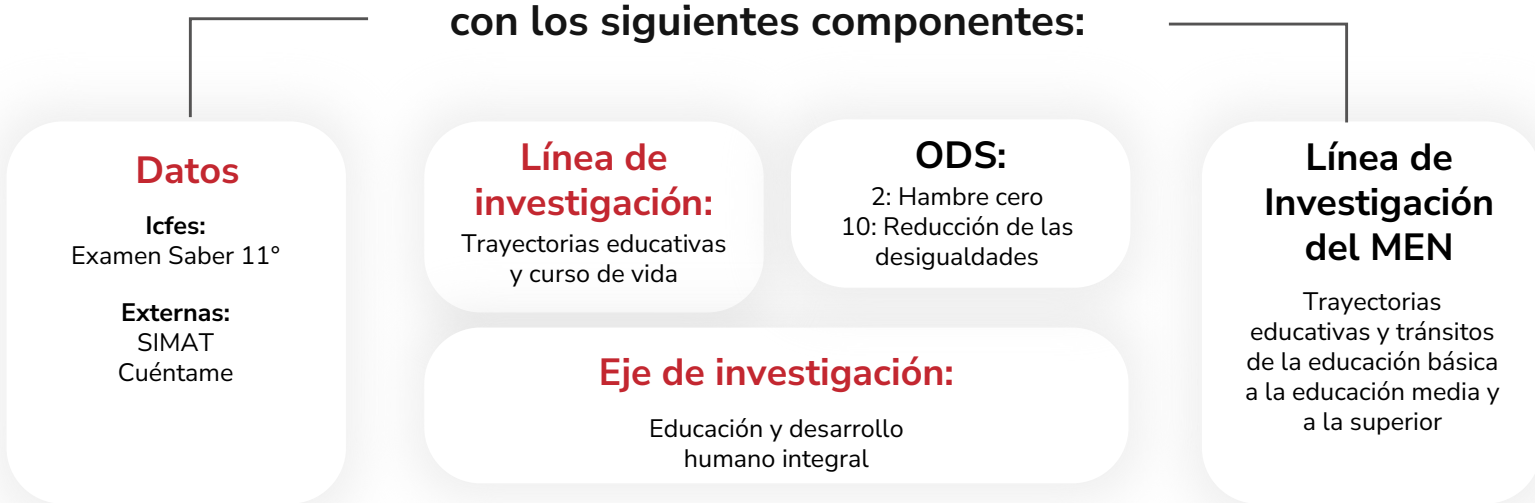 con los siguientes componentes:
Datos
Icfes:
Examen Saber 11°
Externas:
SIMAT
Cuéntame
Línea de
investigación:
Trayectorias educativas
y curso de vida
ODS:
2: Hambre cero
10: Reducción de las
desigualdades
Eje de investigación:
Educación y desarrollo
humano integral
Línea de
Investigación
del MEN
Trayectorias
educativas y tránsitos
de la educación básica
a la educación media y
a la superior